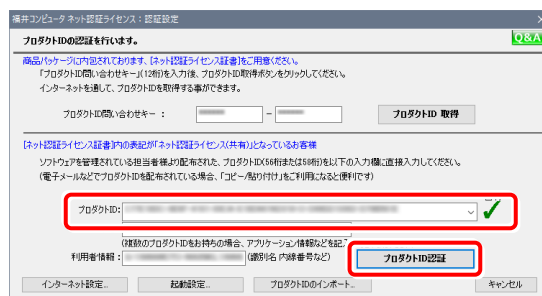 福井コンピュータ ネット認証ライセンス：認証設定
プロダクトIDの認証を行います。
Q&A
商品パッケージに内包されております、[ネット認証ライセンス証書]をご用意ください。
「プロダクトID問い合わせキー」(12桁)を入力後、プロダクトID取得ボタンをクリックしてください。
インターネットを通して、プロダクトIDを取得する事ができます。
プロダクトID問い合わせキー ：
－
プロダクトID 取得
[ネット認証ライセンス証書]内の表記が「ネット認証ライセンス(共有)」となっているお客様
ソフトウェアを管理されている担当者様より配布された、プロダクトID(56桁または58桁)を以下の入力欄に直接入力してください。
(電子メールなどでプロダクトIDを配布されている場合、「コピー/貼り付け」をご利用になると便利です)
プロダクトID:
(複数のプロダクトIDをお持ちの場合、アプリケーション情報などを記入
利用者情報：
(識別名 内線番号など)
プロダクトID認証
インターネット設定...
起動設定...
プロダクトIDのインポート...
キャンセル